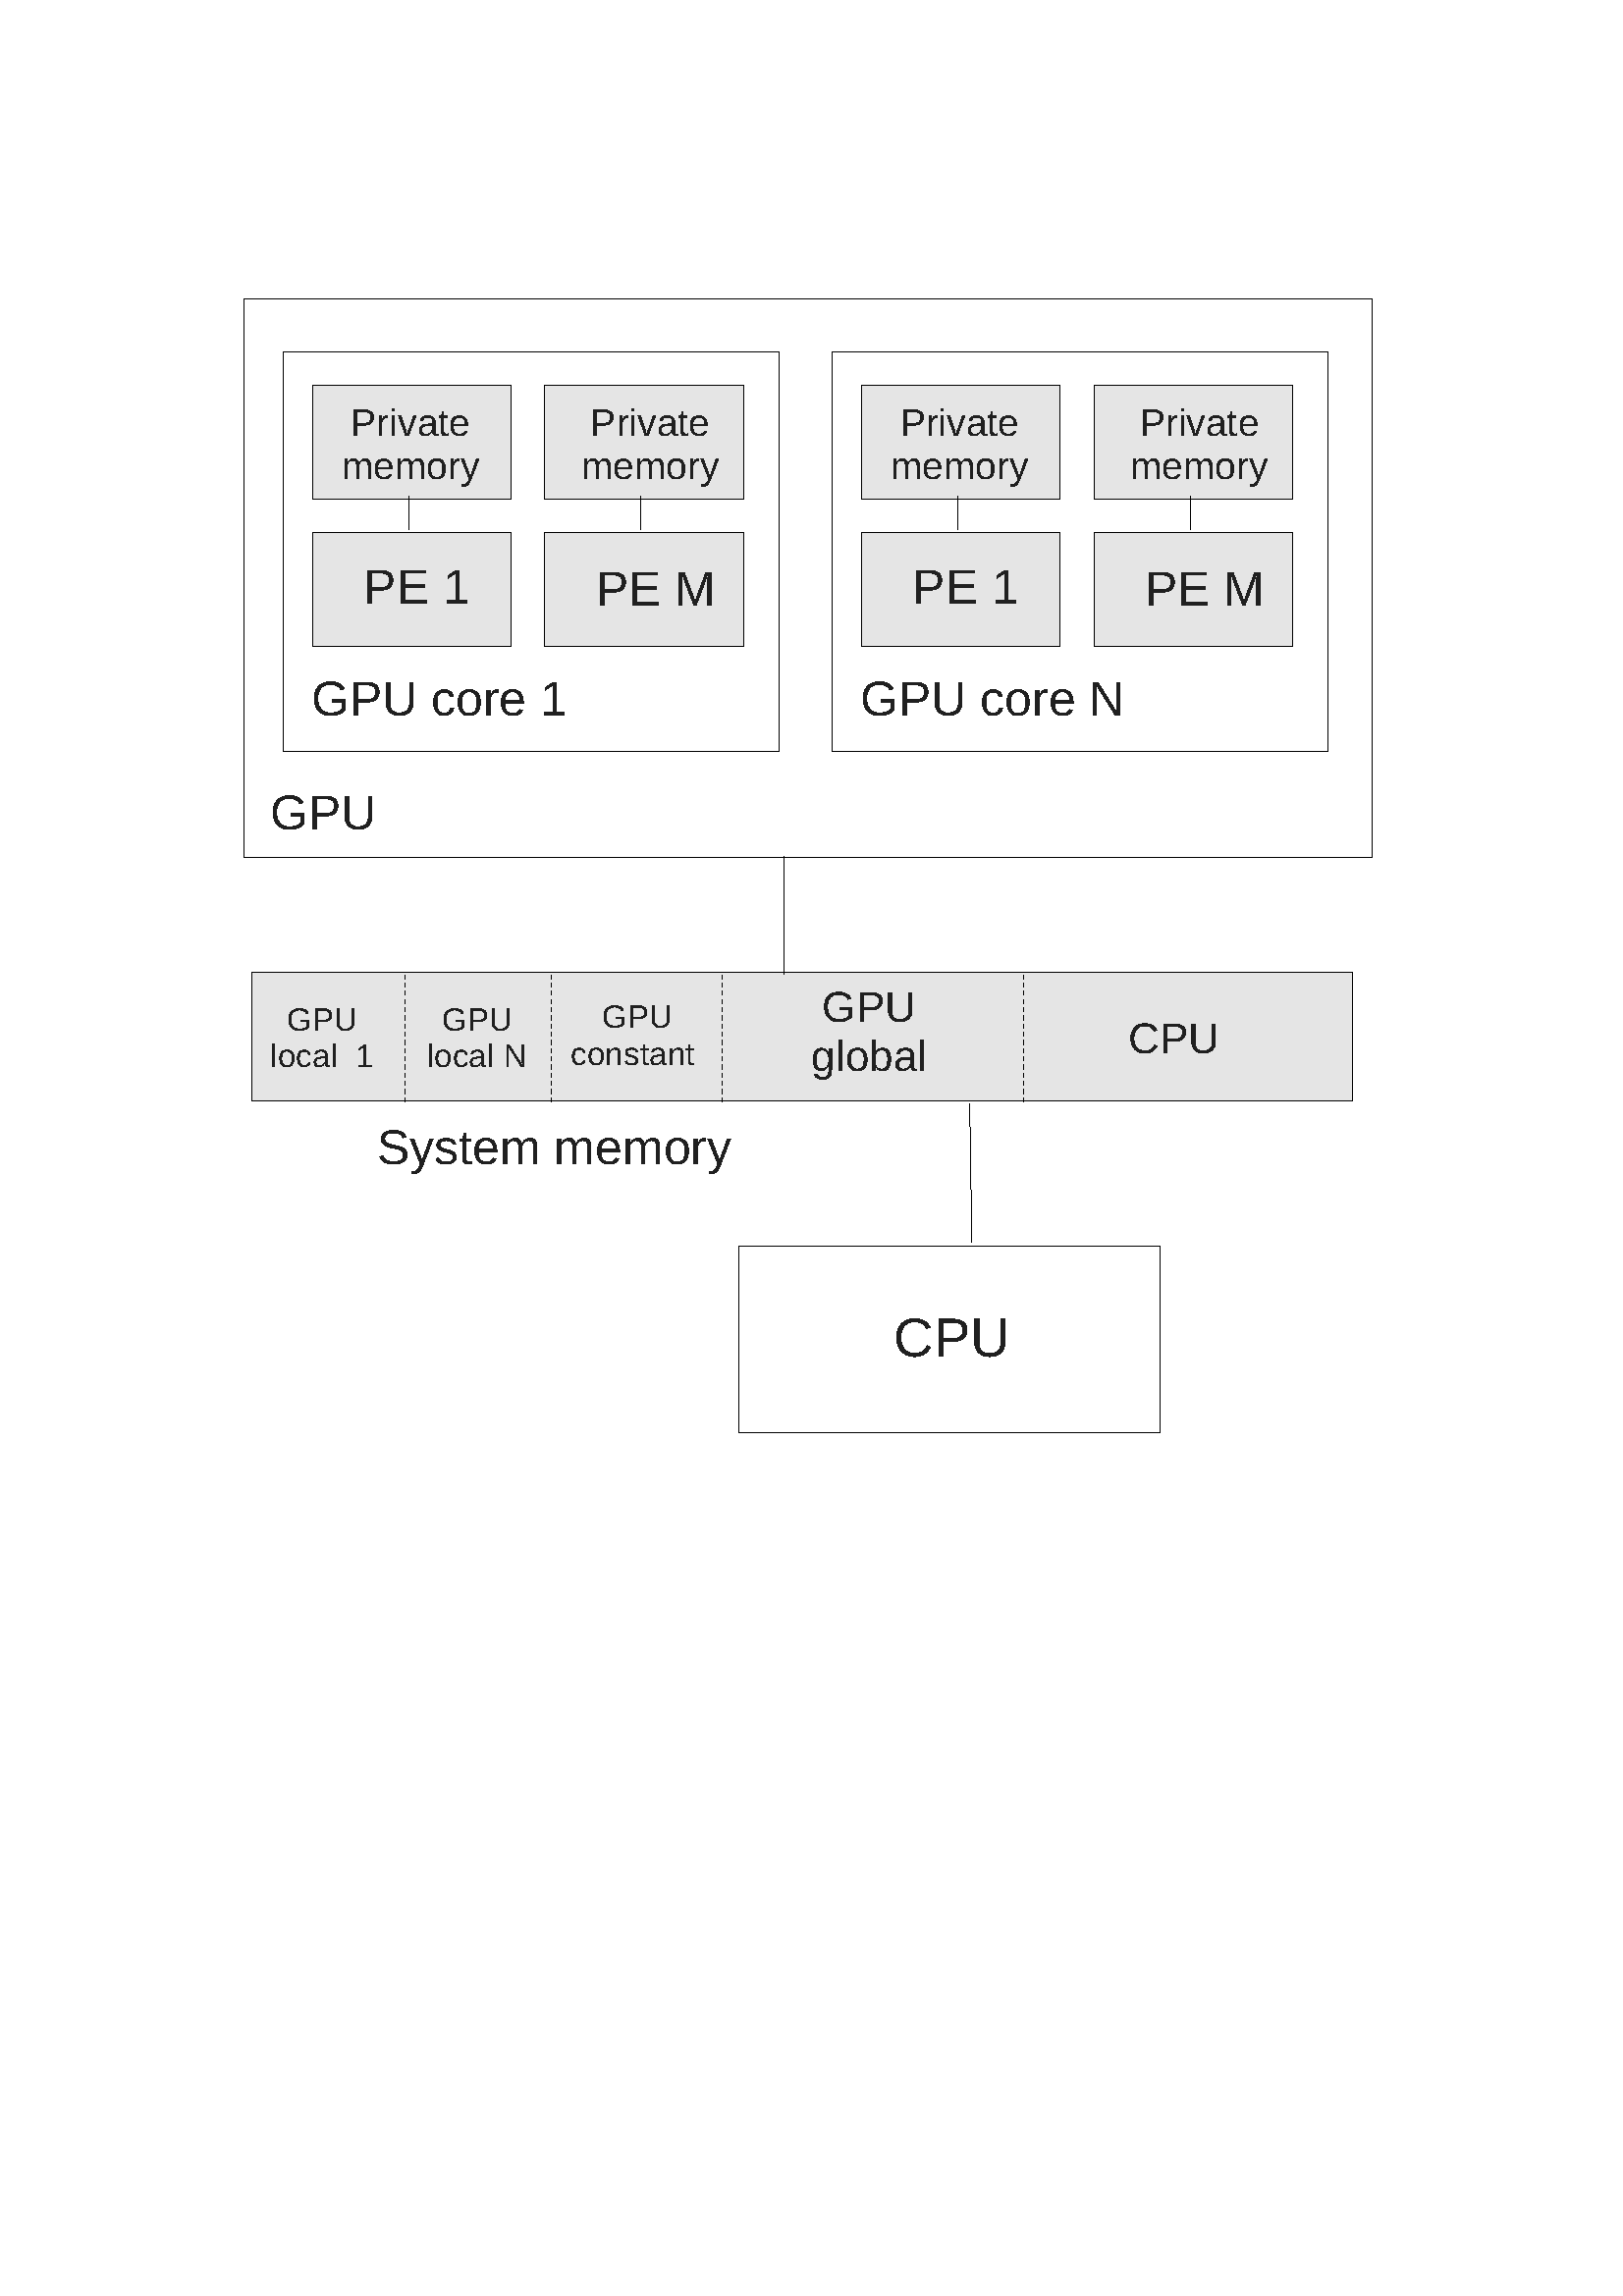 Private
memory
Private
memory
Private
memory
Private
memory
PE 1
PE M
PE 1
PE M
GPU core 1
GPU core N
GPU
GPU
local  1
GPU
local N
GPU
constant
GPU
global
CPU
System memory
CPU